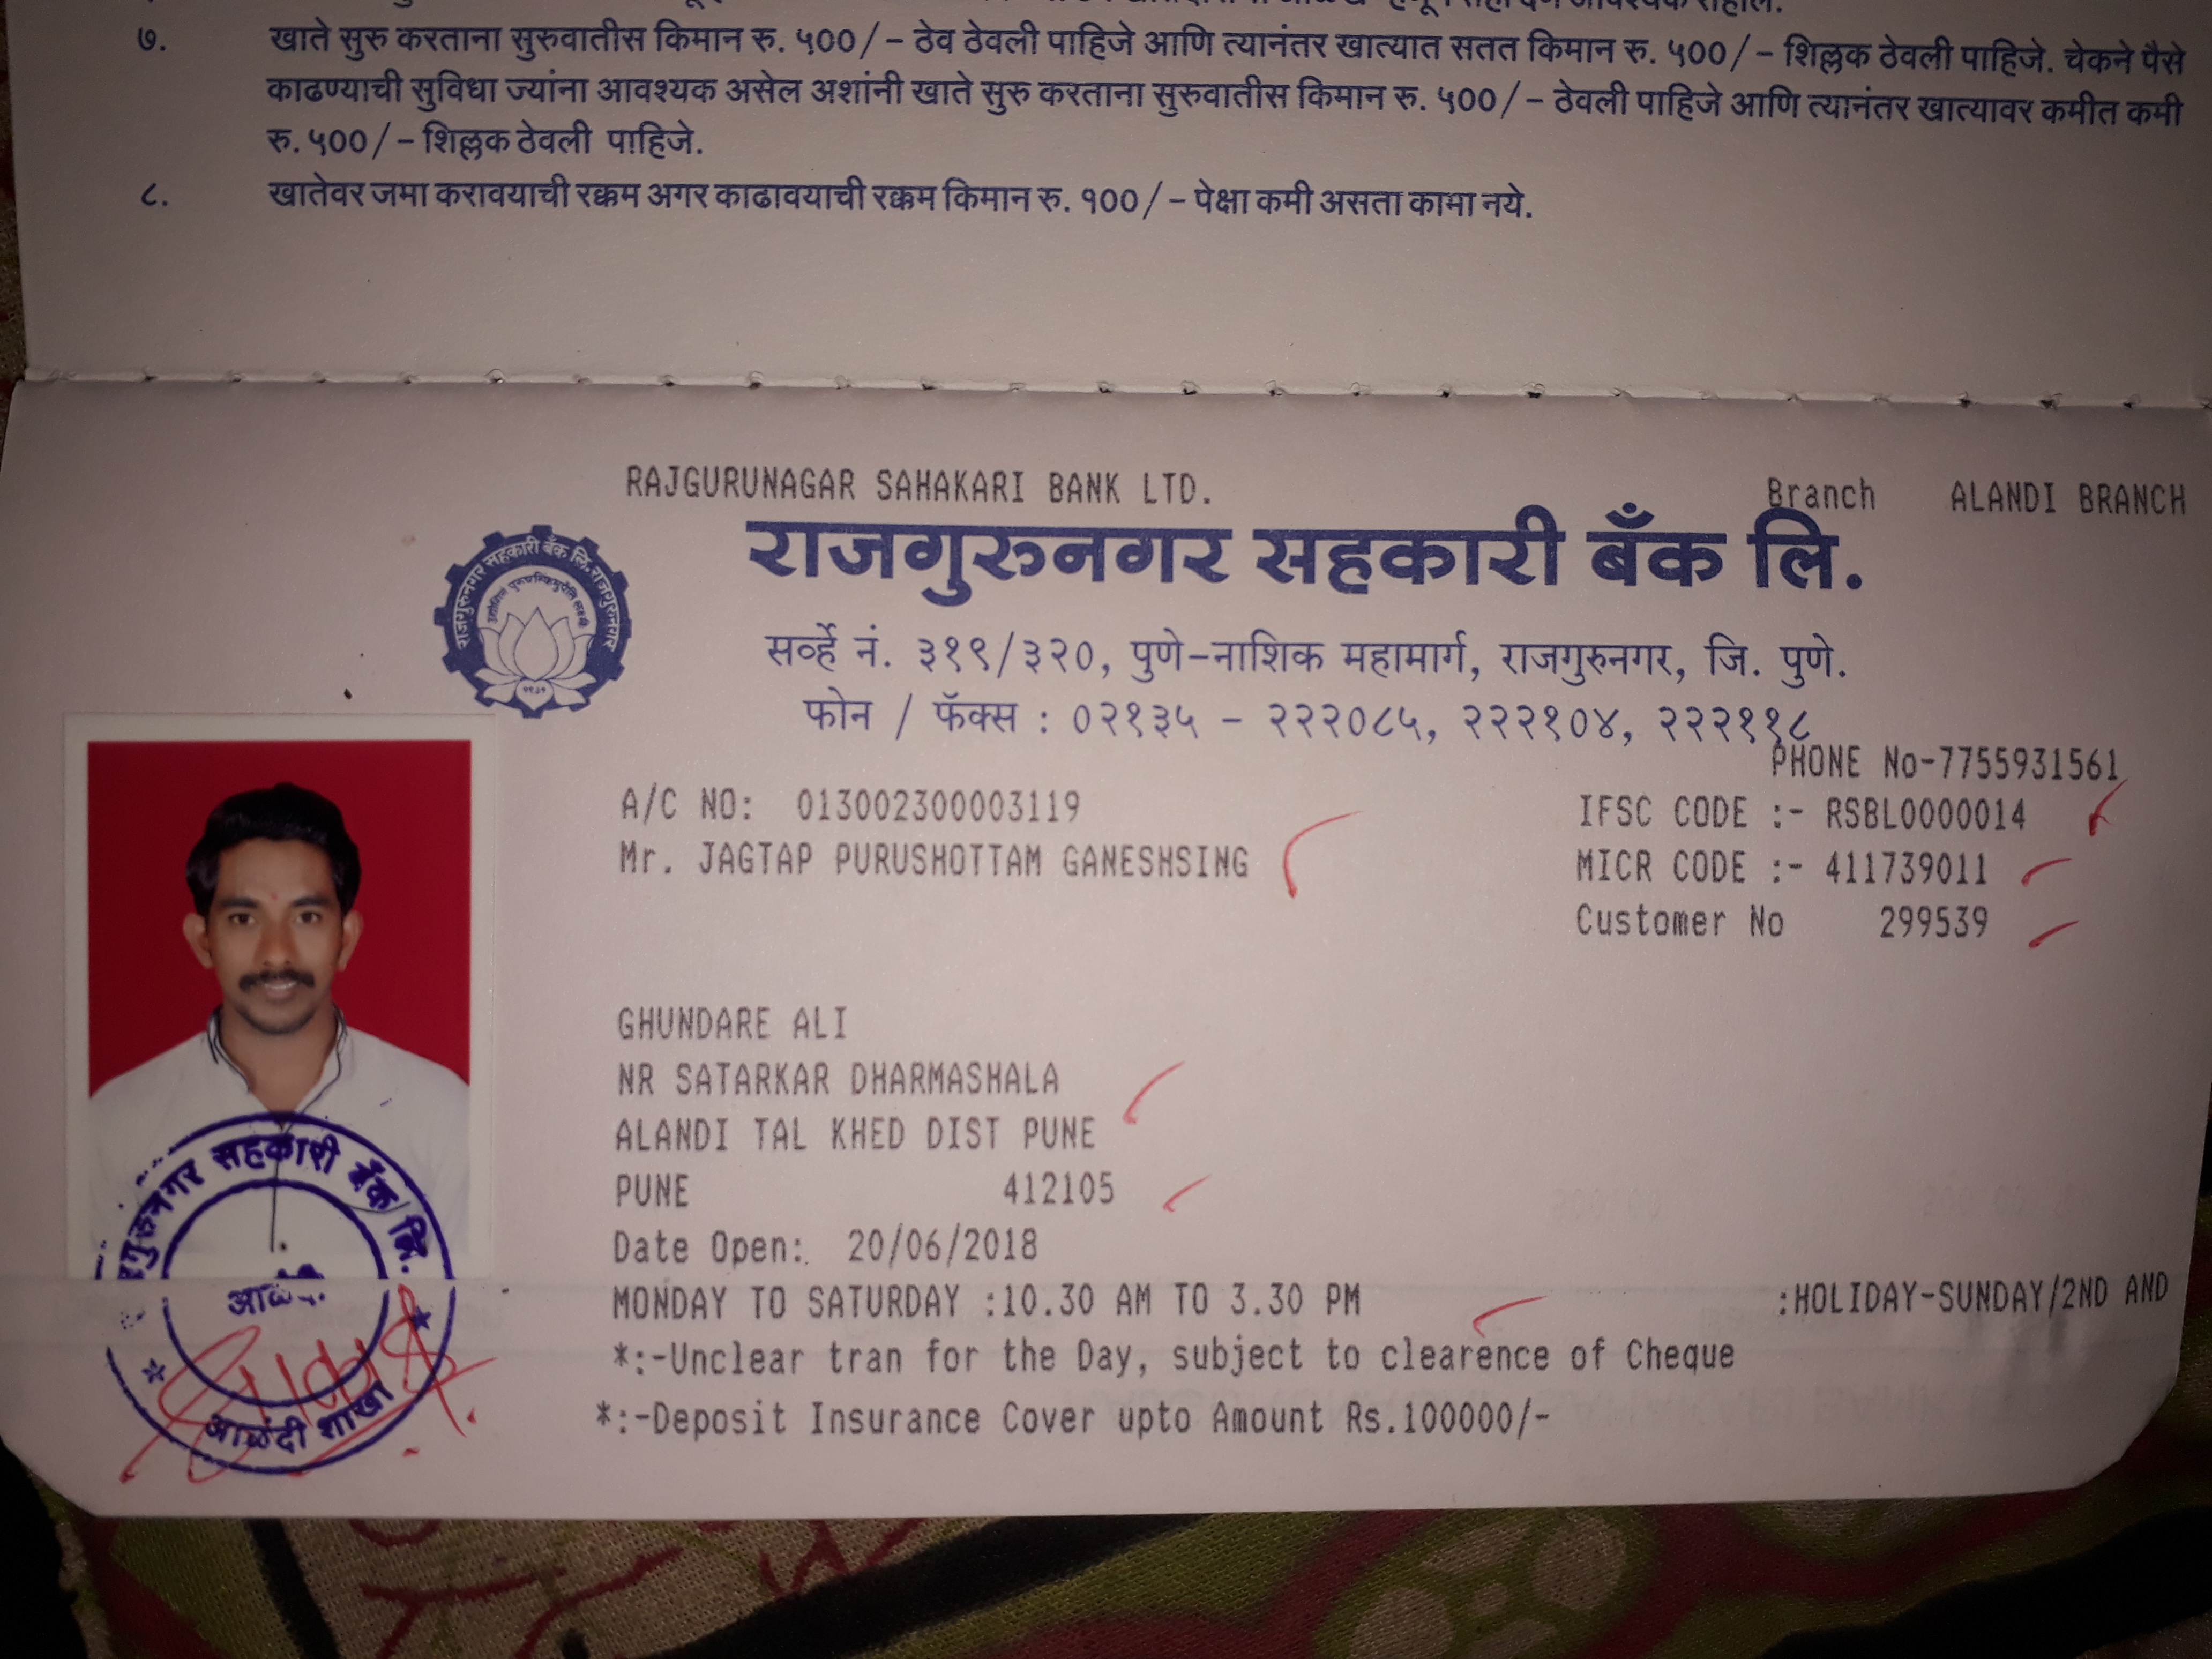 ७. खाते सुरु करताना सुरुवातीस किमान रु. ५००/- ठेव ठेवली पाहिजे आणि त्यानंतर खात्यात सतत किमान रु. ५००/- शिल्लक ठेवली पाहिजे. चेकने पैसे
काढण्याची सुविधा ज्यांना आवश्यक असेल अशांनी खाते सुरु करताना सुरुवातीस किमान रु. ५००/- ठेवली पाहिजे आणि त्यानंतर खात्यावर कमीत कमी
रु. ५००/- शिल्लक ठेवली पाहिजे.
८. खातेवर जमा करावयाची रक्कम अगर काढावयाची रक्कम किमान रु. १००/- पेक्षा कमी असता कामा नये.
RAJGURUNAGAR SAHAKARI BANK LTD. Branch ALANDI BRANCH
राजगुरुनगर सहकारी बँक लि. राजगुरुनगर
राजगुरुनगर सहकारी बँक लि.
सर्व्हे नं. ३१९/३२०, पुणे-नाशिक महामार्ग, राजगुरुनगर, जि. पुणे.
फोन / फॅक्स : ०२१३५ - २२२०८५, २२२१०४, २२२११८
PHONE No-7755931561
A/C NO: 013002300003119 IFSC CODE :- RSBL0000014
Mr. JAGTAP PURUSHOTTAM GANESHSING MICR CODE :- 411739011
Customer No 299539
GHUNDARE ALI
NR SATARKAR DHARMASHALA
ALANDI TAL KHED DIST PUNE
PUNE 412105
Date Open: 20/06/2018
MONDAY TO SATURDAY :10.30 AM TO 3.30 PM :HOLIDAY-SUNDAY/2ND AND
*:-Unclear tran for the Day, subject to clearence of Cheque
*:-Deposit Insurance Cover upto Amount Rs.100000/-
सहकारी बँक लि.
आळंदी शाखा